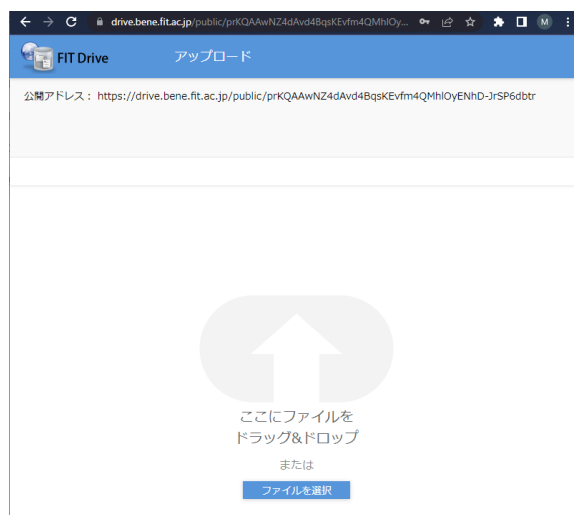 drive.bene.fit.ac.jp/public/prKQAAwNZ4dAvd4BqsKEvfm4QMhlOy...
M
FIT Drive
アップロード
公開アドレス： https://drive.bene.fit.ac.jp/public/prKQAAwNZ4dAvd4BqsKEvfm4QMhlOyENhD-JrSP6dbtr
ここにファイルを
ドラッグ&ドロップ
または
ファイルを選択